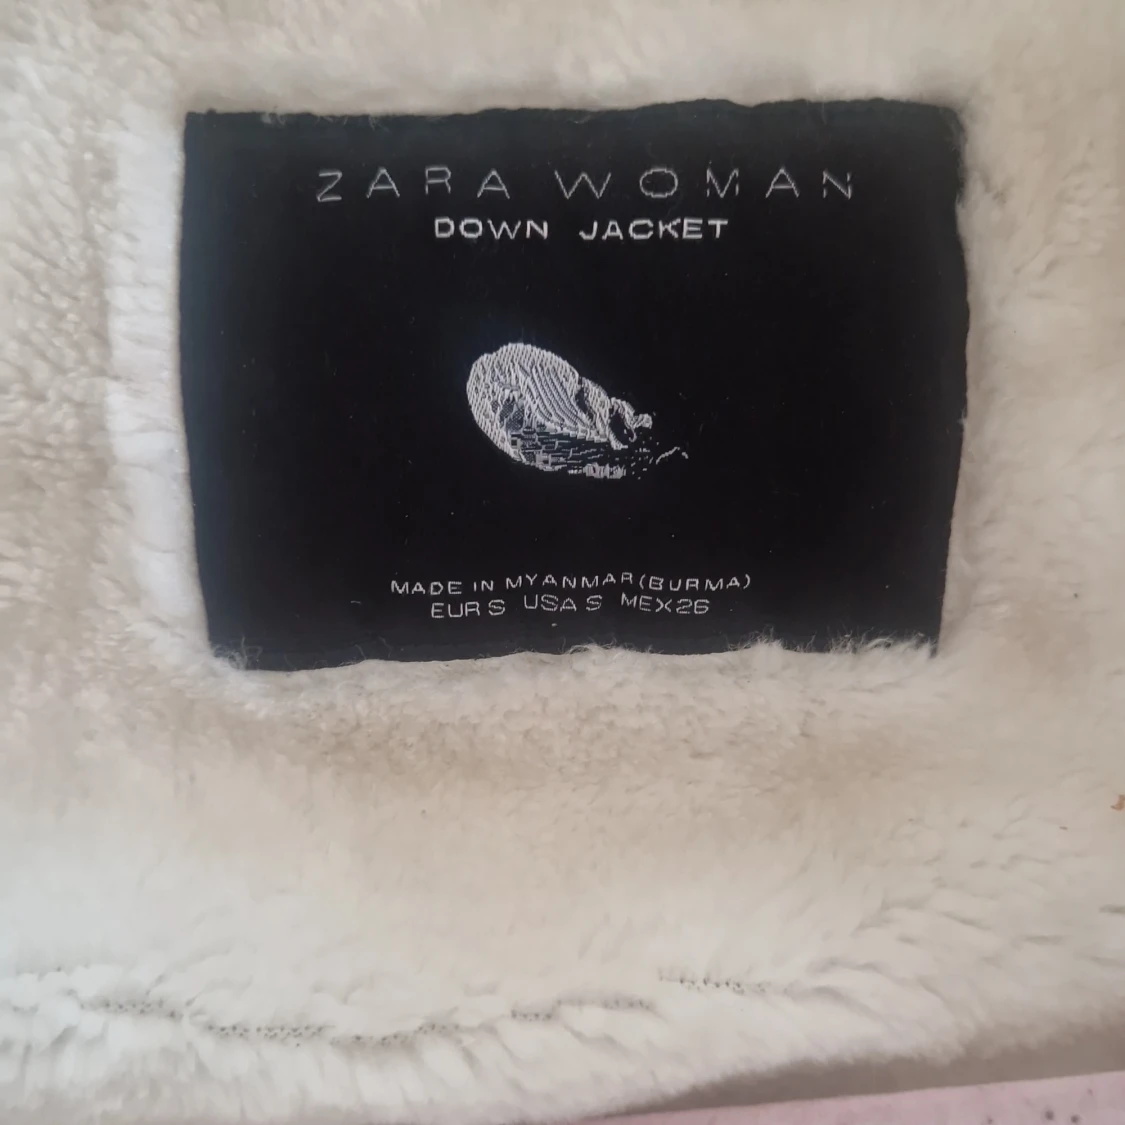 ZARA WOMAN
DOWN JACKET
MADE IN MYANMAR (BURMA)
EUR S USA S MEX 26